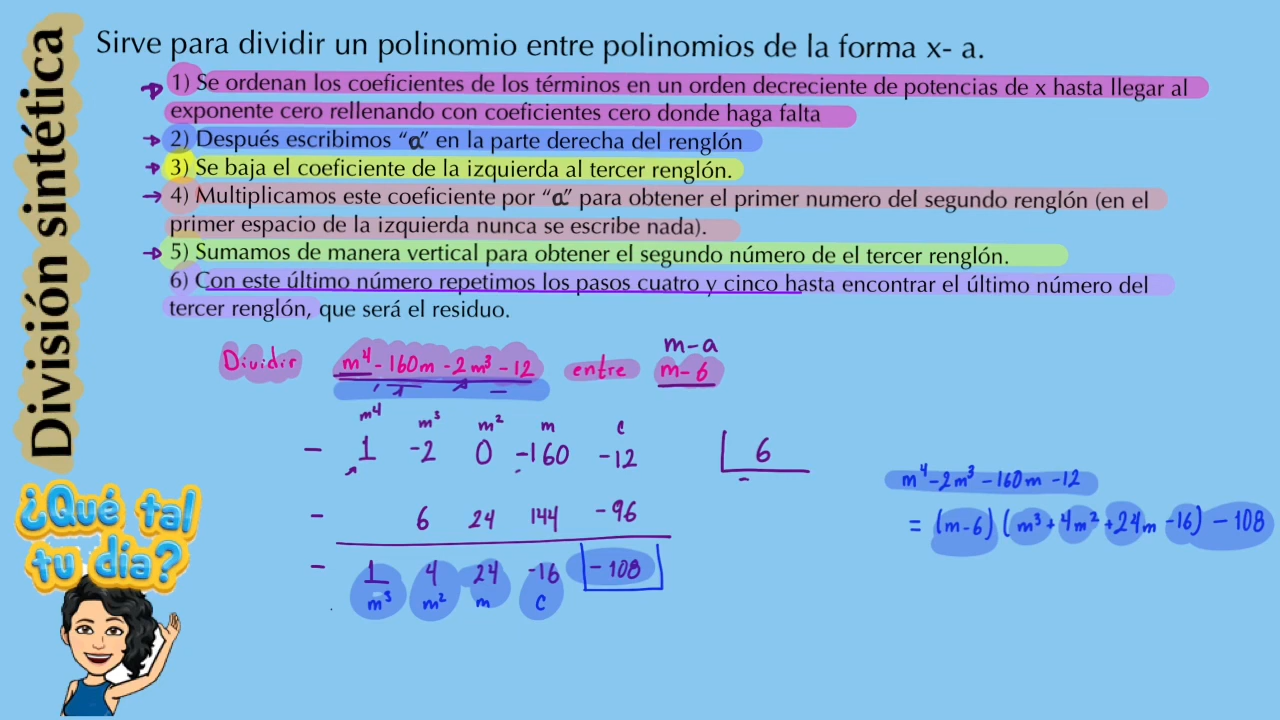 División sintética
Sirve para dividir un polinomio entre polinomios de la forma x- a.
1) Se ordenan los coeficientes de los términos en un orden decreciente de potencias de x hasta llegar al
exponente cero rellenando con coeficientes cero donde haga falta
2) Después escribimos “a” en la parte derecha del renglón
3) Se baja el coeficiente de la izquierda al tercer renglón.
4) Multiplicamos este coeficiente por “a” para obtener el primer numero del segundo renglón (en el
primer espacio de la izquierda nunca se escribe nada).
5) Sumamos de manera vertical para obtener el segundo número de el tercer renglón.
6) Con este último número repetimos los pasos cuatro y cinco hasta encontrar el último número del
tercer renglón, que será el residuo.
m-a
Dividir m⁴-160m-2m³-12 entre m-6
m⁴ m³ m² m c
- 1 -2 0 -160 -12 6
- 6 24 144 -96
- 1 4 24 -16 -108
m³ m² m c
m⁴-2m³-160m-12
= (m-6)(m³+4m²+24m-16)-108
¿Qué tal
tu día?